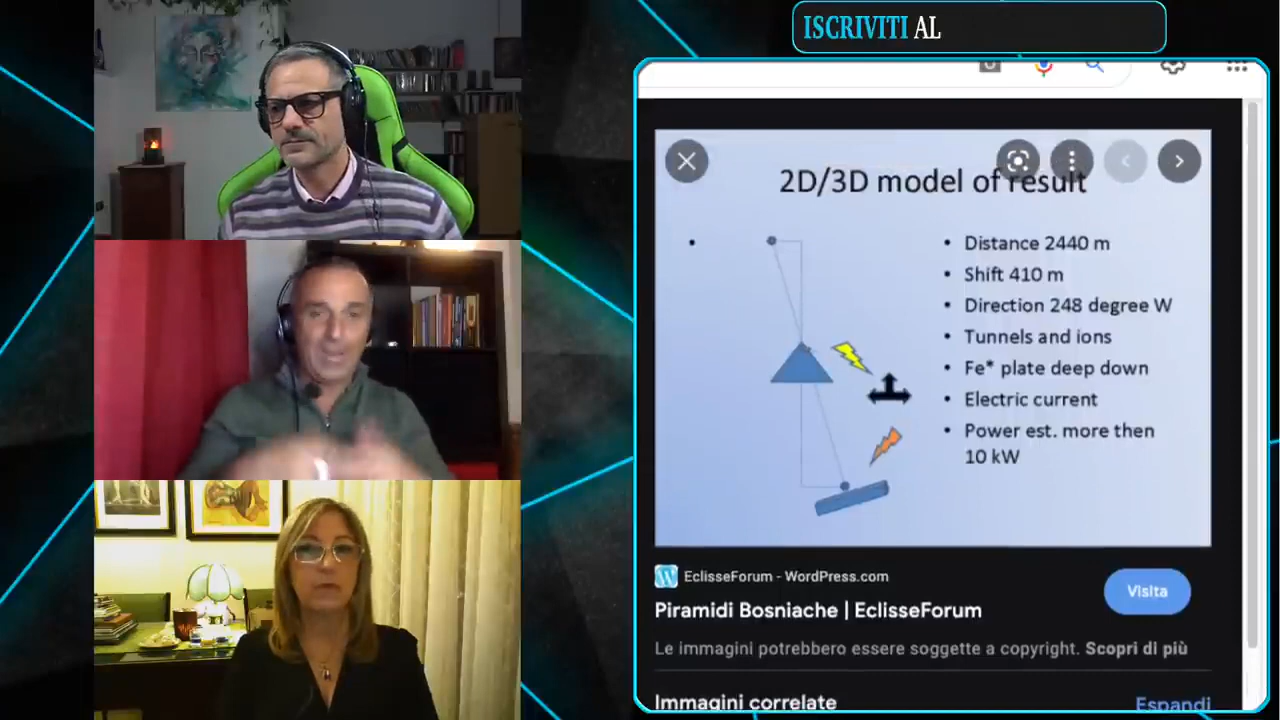 ISCRIVITI AL
2D/3D model of result
• Distance 2440 m
• Shift 410 m
• Direction 248 degree W
• Tunnels and ions
• Fe* plate deep down
• Electric current
• Power est. more then
10 kW
EclisseForum - WordPress.com
Piramidi Bosniache | EclisseForum
Visita
Le immagini potrebbero essere soggette a copyright. Scopri di più
Immagini correlate
Espandi